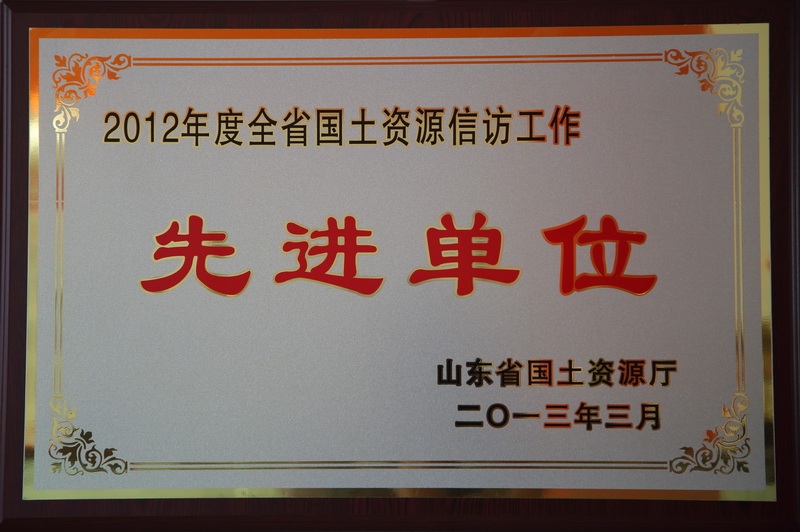 2012年度全省国土资源信访工作
先进单位
山东省国土资源厅
二〇一三年三月